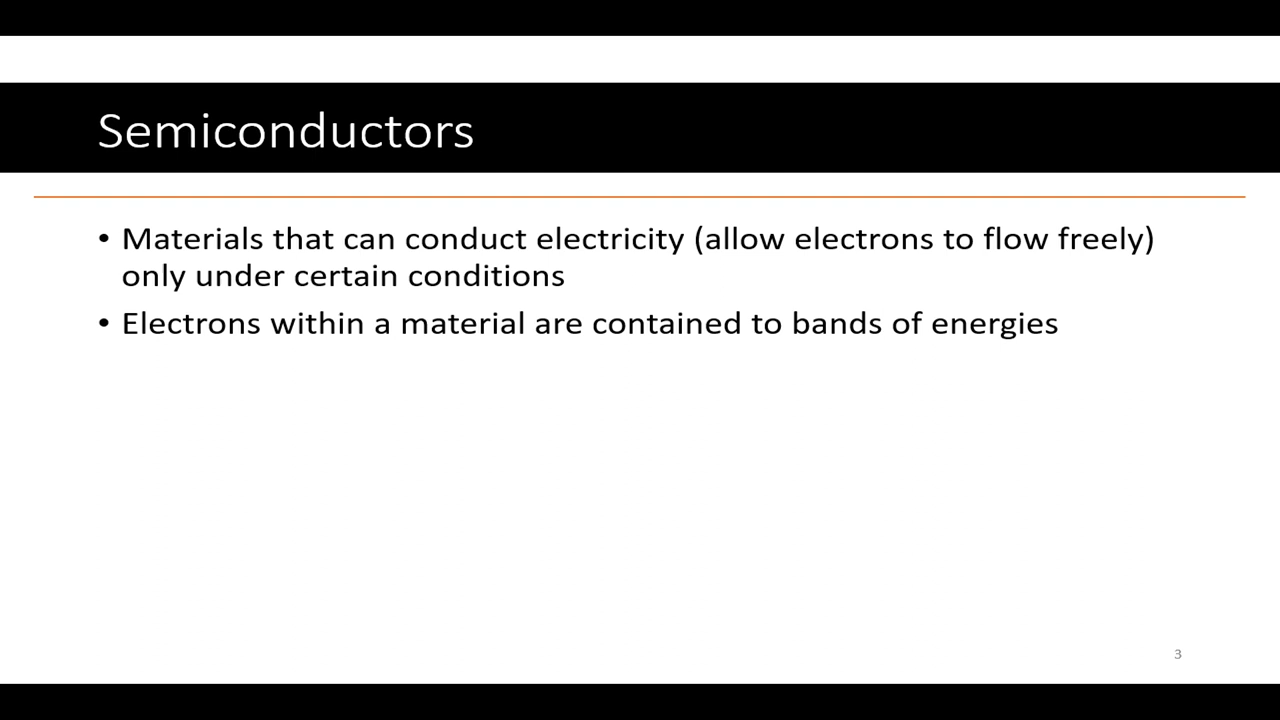 Semiconductors
• Materials that can conduct electricity (allow electrons to flow freely)
only under certain conditions
• Electrons within a material are contained to bands of energies
3